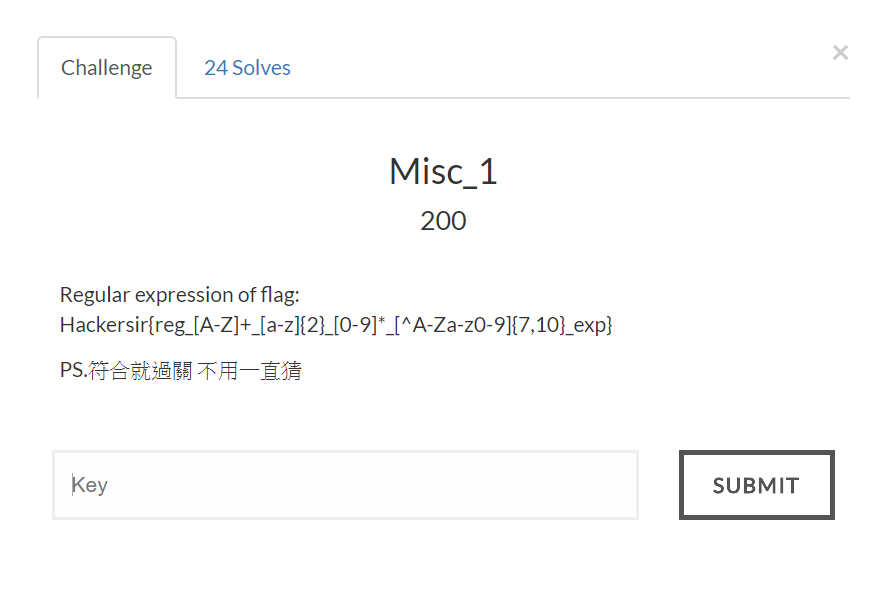 Challenge
24 Solves
×
Misc_1
200
Regular expression of flag:
Hackersir{reg_[A-Z]+_[a-z]{2}_[0-9]*_[^A-Za-z0-9]{7,10}_exp}
PS.符合就過關 不用一直猜
Key
SUBMIT